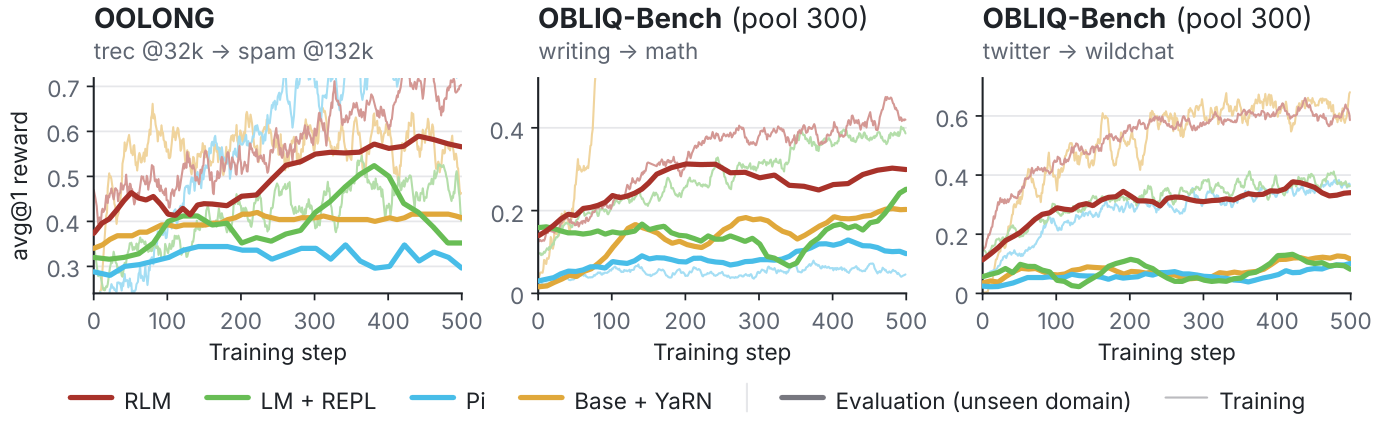 OOLONG
trec @32k → spam @132k
avg@1 reward
0.7
0.6
0.5
0.4
0.3
0 100 200 300 400 500
Training step
OBLIQ-Bench (pool 300)
writing → math
0.4
0.2
0
0 100 200 300 400 500
Training step
OBLIQ-Bench (pool 300)
twitter → wildchat
0.6
0.4
0.2
0
0 100 200 300 400 500
Training step
RLM LM + REPL Pi Base + YaRN Evaluation (unseen domain) Training